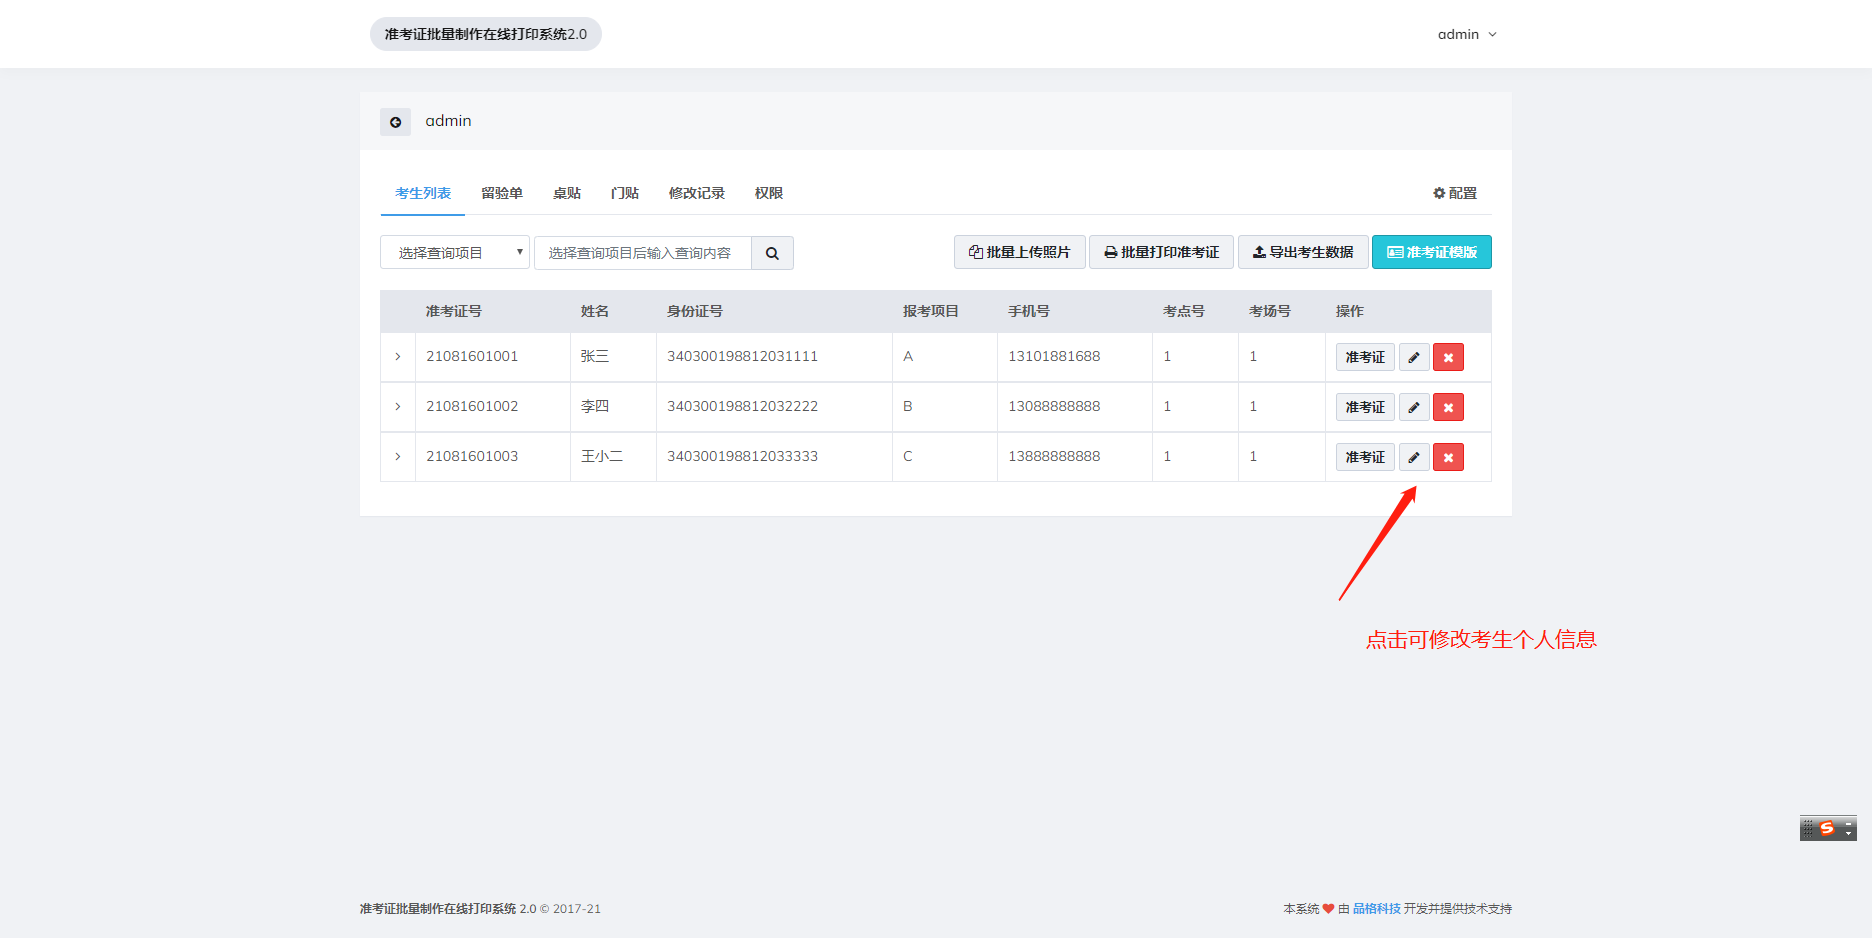 准考证批量制作在线打印系统2.0
admin
admin
考生列表 留验单 桌贴 门贴 修改记录 权限 配置
选择查询项目 选择查询项目后输入查询内容 批量上传照片 批量打印准考证 导出考生数据 准考证模版
准考证号 姓名 身份证号 报考项目 手机号 考点号 考场号 操作
21081601001 张三 340300198812031111 A 13101881688 1 1 准考证
21081601002 李四 340300198812032222 B 13088888888 1 1 准考证
21081601003 王小二 340300198812033333 C 13888888888 1 1 准考证
点击可修改考生个人信息
S
准考证批量制作在线打印系统 2.0 © 2017-21
本系统 ❤ 由 品格科技 开发并提供技术支持